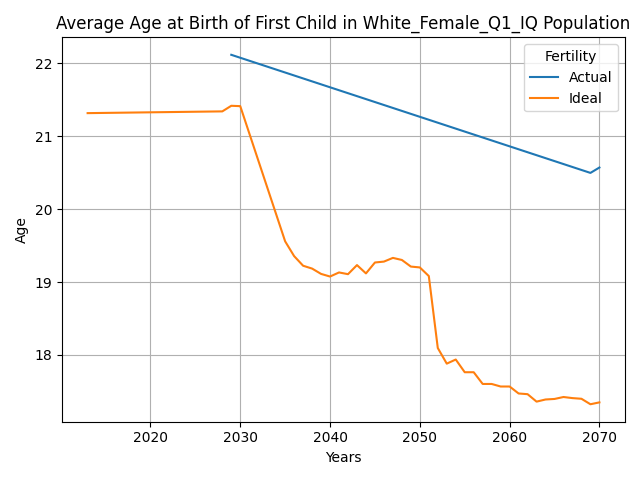 Average Age at Birth of First Child in White_Female_Q1_IQ Population
Fertility
Actual
Ideal
22
21
20
19
18
Age
2020
2030
2040
2050
2060
2070
Years